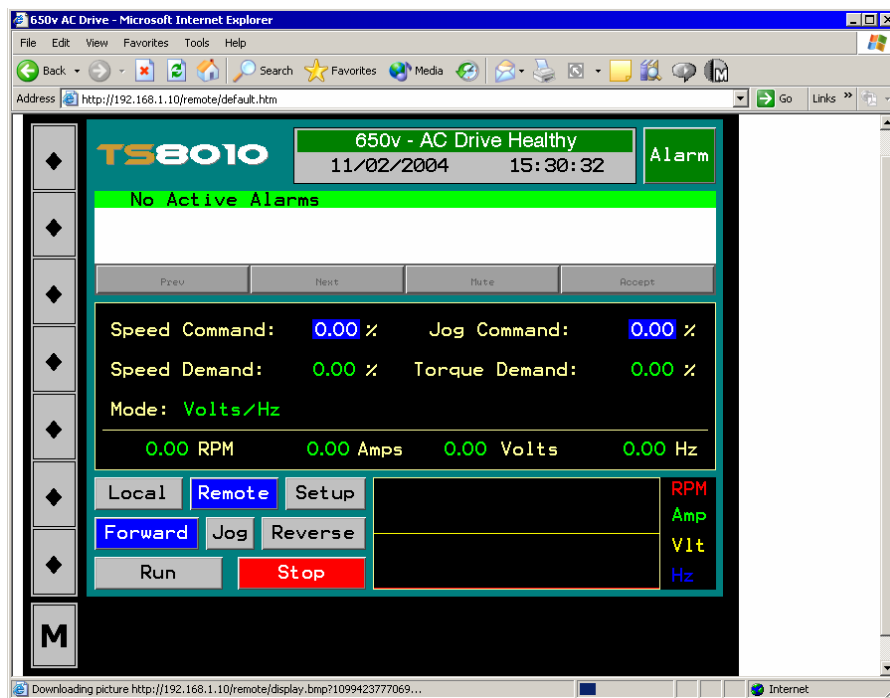 650v AC Drive - Microsoft Internet Explorer
File Edit View Favorites Tools Help
Back Search Favorites Media
Address http://192.168.1.10/remote/default.htm Go Links »
TS8010
650v - AC Drive Healthy
11/02/2004 15:30:32
Alarm
No Active Alarms
Prev Next Mute Accept
Speed Command: 0.00 % Jog Command: 0.00 %
Speed Demand: 0.00 % Torque Demand: 0.00 %
Mode: Volts/Hz
0.00 RPM 0.00 Amps 0.00 Volts 0.00 Hz
Local Remote Setup
Forward Jog Reverse
Run Stop
RPM
Amp
Vlt
Hz
M
Downloading picture http://192.168.1.10/remote/display.bmp?1099423777069... Internet